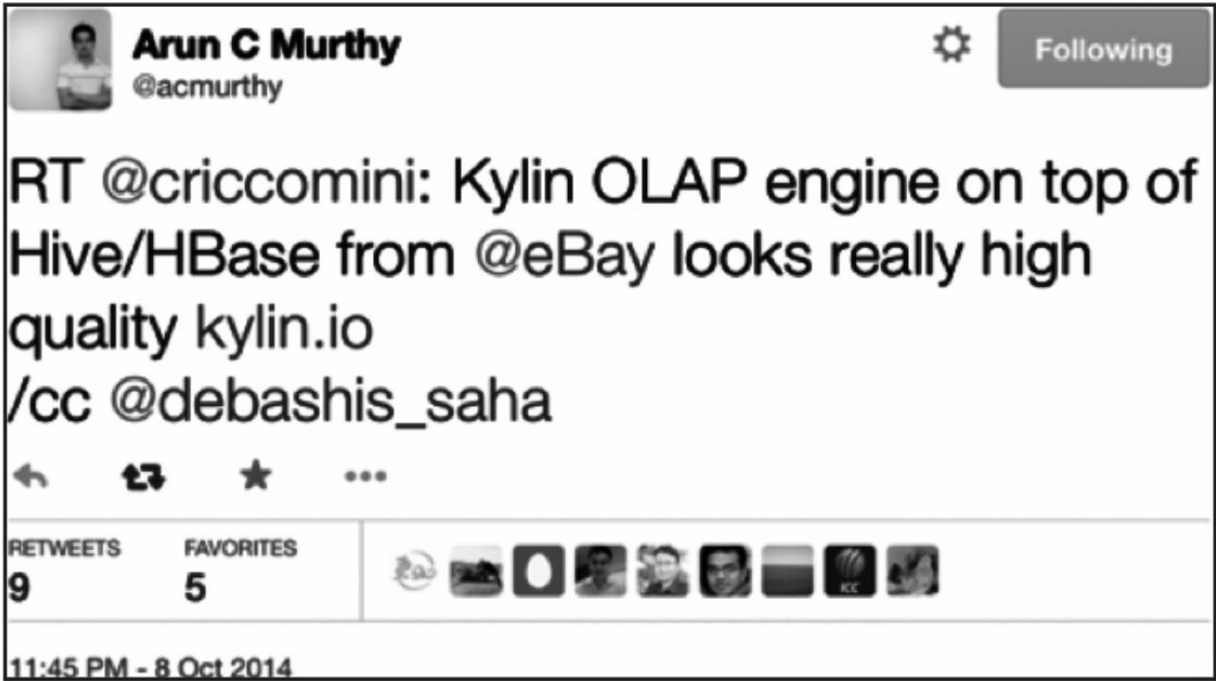 Arun C Murthy
@acmurthy
Following
RT @criccomini: Kylin OLAP engine on top of
Hive/HBase from @eBay looks really high
quality kylin.io
/cc @debashis_saha
RETWEETS
FAVORITES
9
5
ICC
11:45 PM - 8 Oct 2014